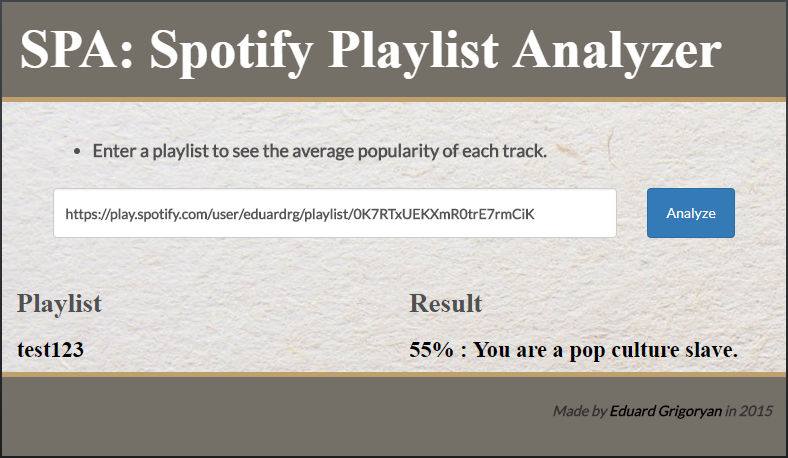 SPA: Spotify Playlist Analyzer
Enter a playlist to see the average popularity of each track.
https://play.spotify.com/user/eduardrg/playlist/0K7RTxUEKXmR0trE7rmCiK
Analyze
Playlist
Result
test123
55% : You are a pop culture slave.
Made by Eduard Grigoryan in 2015